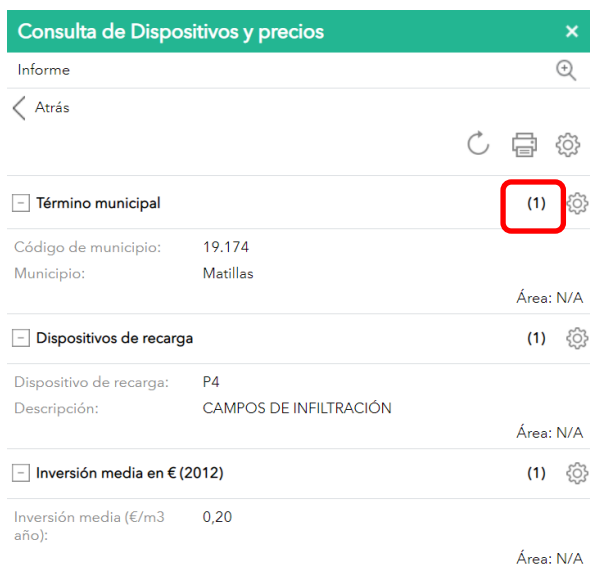 Consulta de Dispositivos y precios
Informe
Atrás
Término municipal (1)
Código de municipio: 19.174
Municipio: Matillas
Área: N/A
Dispositivos de recarga (1)
Dispositivo de recarga: P4
Descripción: CAMPOS DE INFILTRACIÓN
Área: N/A
Inversión media en € (2012) (1)
Inversión media (€/m3 0,20
año):
Área: N/A